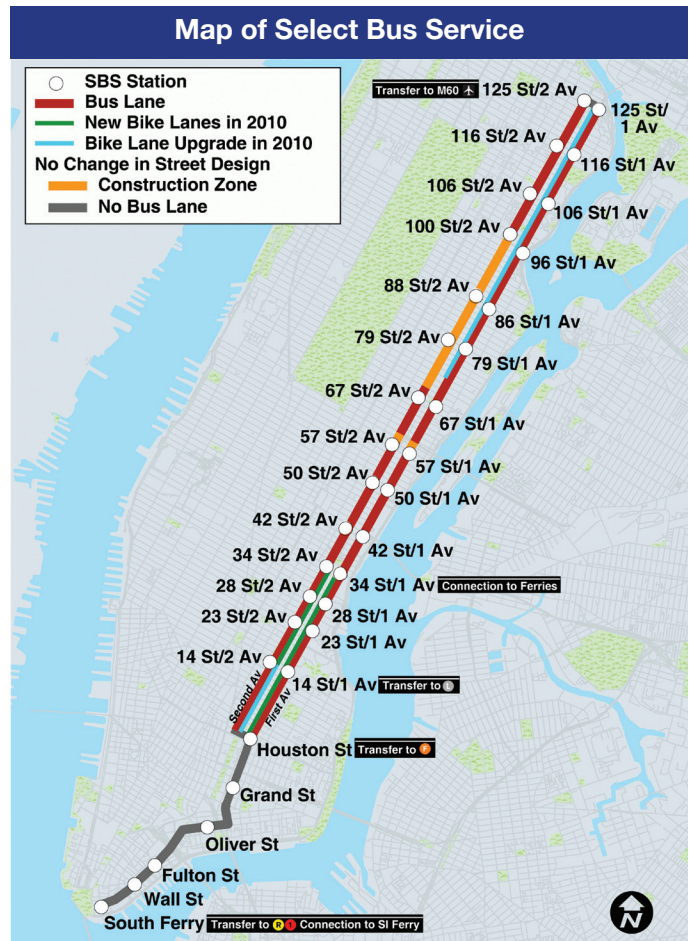 Map of Select Bus Service
SBS Station
Bus Lane
New Bike Lanes in 2010
Bike Lane Upgrade in 2010
No Change in Street Design
Construction Zone
No Bus Lane
Transfer to M60
125 St/2 Av
125 St/
1 Av
116 St/2 Av
116 St/1 Av
106 St/2 Av
106 St/1 Av
100 St/2 Av
96 St/1 Av
88 St/2 Av
86 St/1 Av
79 St/2 Av
79 St/1 Av
67 St/2 Av
67 St/1 Av
57 St/2 Av
57 St/1 Av
50 St/2 Av
50 St/1 Av
42 St/2 Av
42 St/1 Av
34 St/2 Av
34 St/1 Av Connection to Ferries
28 St/2 Av
28 St/1 Av
23 St/2 Av
23 St/1 Av
14 St/2 Av
14 St/1 Av Transfer to L
Second Av
First Av
Houston St Transfer to F
Grand St
Oliver St
Fulton St
Wall St
South Ferry Transfer to R 1 Connection to SI Ferry
N